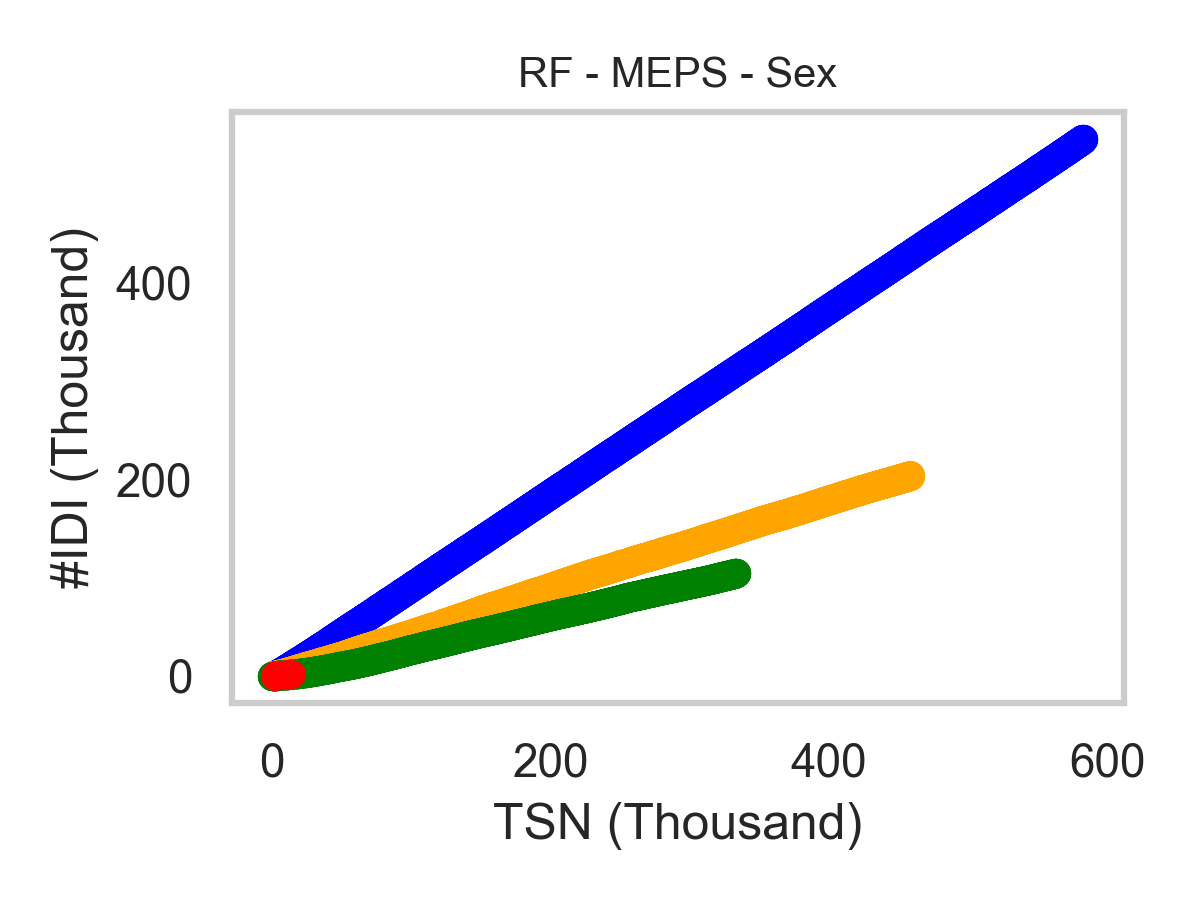 RF - MEPS - Sex
#IDI (Thousand)
400
200
0
0 200 400 600
TSN (Thousand)